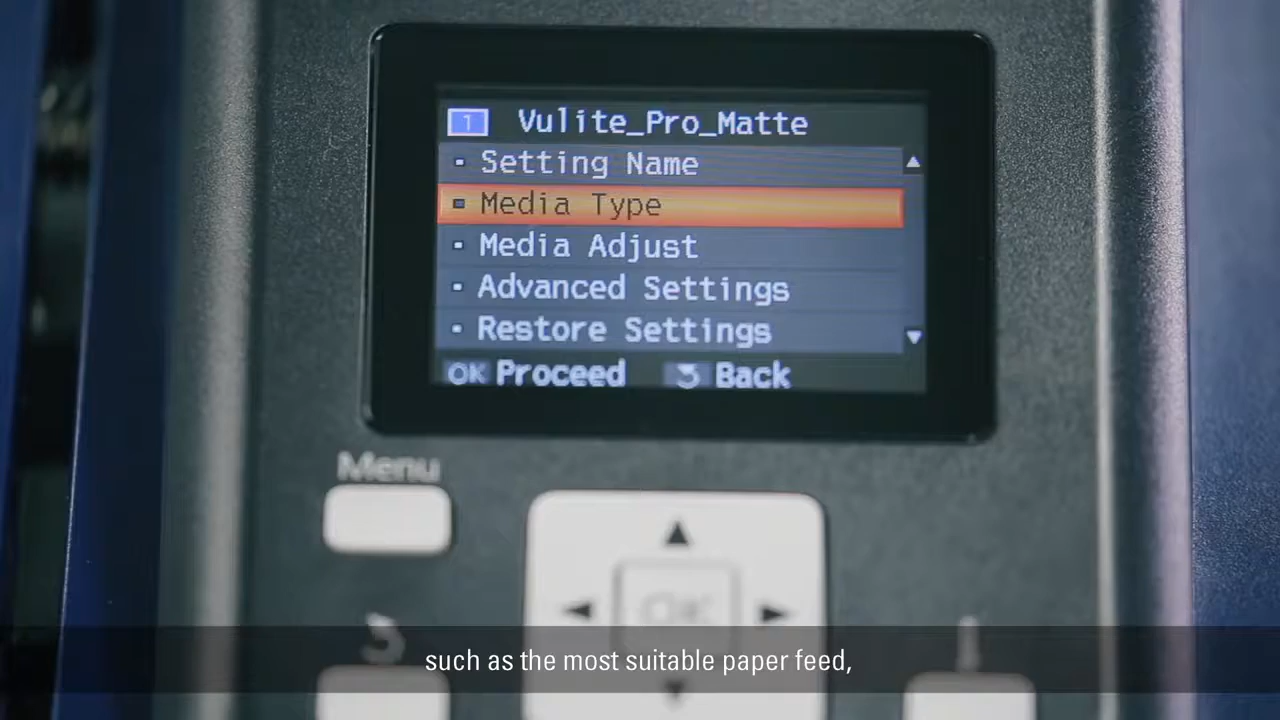 1 Vulite_Pro_Matte
Setting Name
Media Type
Media Adjust
Advanced Settings
Restore Settings
OK Proceed Back
Menu
OK
such as the most suitable paper feed,